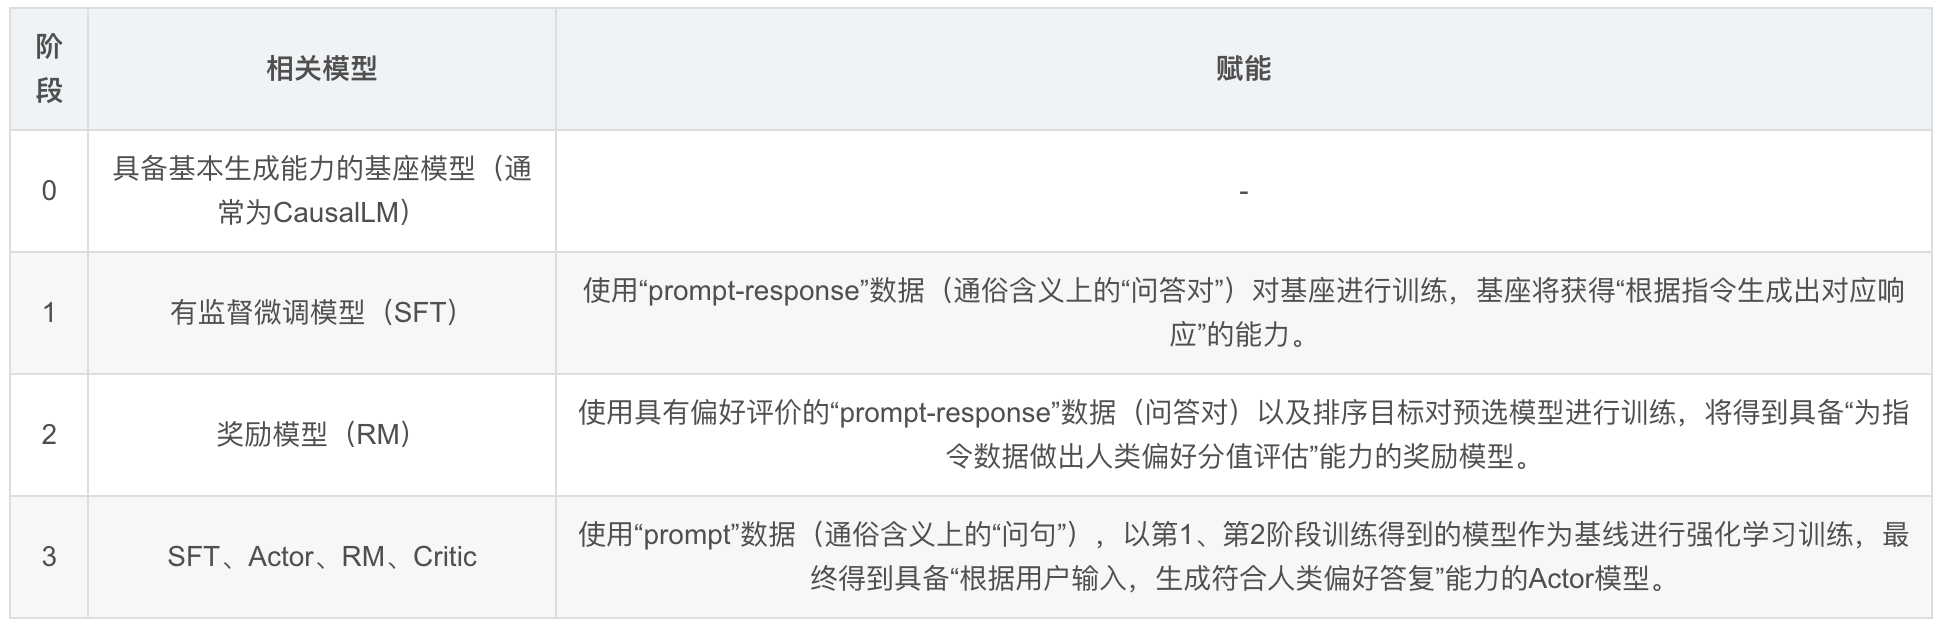 阶
段
相关模型
赋能
0
具备基本生成能力的基座模型（通
常为CausalLM）
-
1
有监督微调模型（SFT）
使用“prompt-response”数据（通俗含义上的“问答对”）对基座进行训练，基座将获得“根据指令生成出对应响
应”的能力。
2
奖励模型（RM）
使用具有偏好评价的“prompt-response”数据（问答对）以及排序目标对预选模型进行训练，将得到具备“为指
令数据做出人类偏好分值评估”能力的奖励模型。
3
SFT、Actor、RM、Critic
使用“prompt”数据（通俗含义上的“问句”），以第1、第2阶段训练得到的模型作为基线进行强化学习训练，最
终得到具备“根据用户输入，生成符合人类偏好答复”能力的Actor模型。